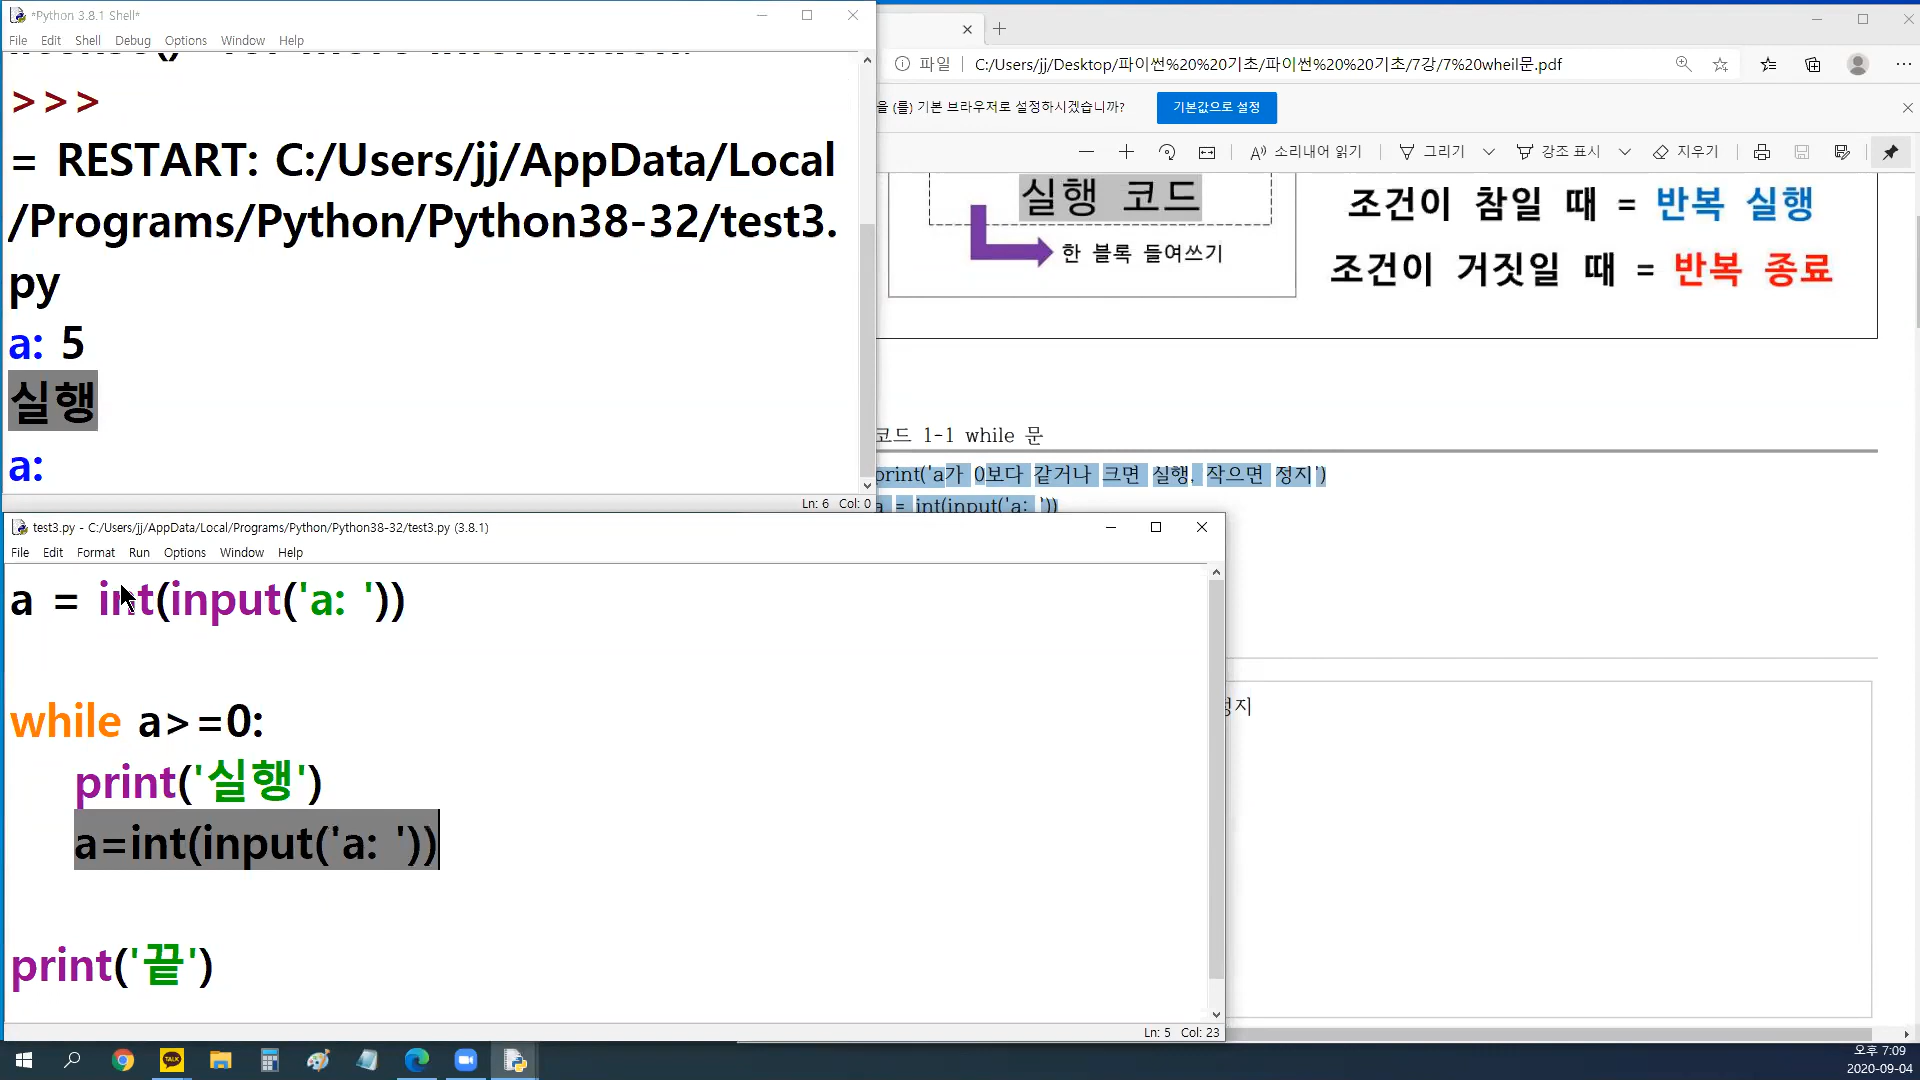 *Python 3.8.1 Shell*
File Edit Shell Debug Options Window Help
>>>
= RESTART: C:/Users/jj/AppData/Local
/Programs/Python/Python38-32/test3.
py
a: 5
실행
a:
Ln: 6 Col: 0
파일 C:/Users/jj/Desktop/파이썬%20%20기초/파이썬%20%20기초/7강/7%20wheil문.pdf
을 (를) 기본 브라우저로 설정하시겠습니까? 기본값으로 설정
소리내어 읽기 그리기 강조 표시 지우기
실행 코드
한 블록 들여쓰기
조건이 참일 때 = 반복 실행
조건이 거짓일 때 = 반복 종료
코드 1-1 while 문
print('a가 0보다 같거나 크면 실행, 작으면 정지')
a = int(input('a: '))
정지
test3.py - C:/Users/jj/AppData/Local/Programs/Python/Python38-32/test3.py (3.8.1)
File Edit Format Run Options Window Help
a = int(input('a: '))
while a>=0:
print('실행')
a=int(input('a: '))
print('끝')
Ln: 5 Col: 23
TALK
오후 7:09
2020-09-04